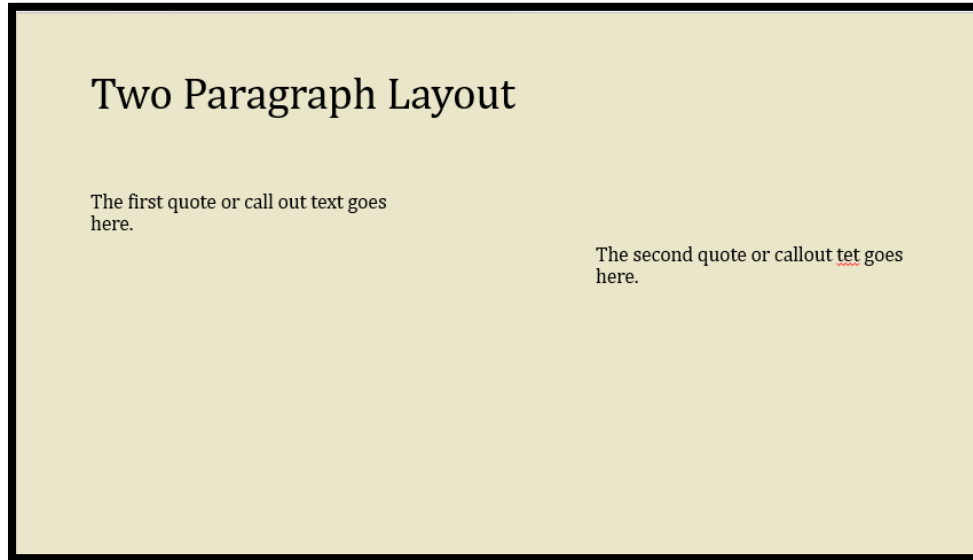 Two Paragraph Layout
The first quote or call out text goes
here.
The second quote or callout tet goes
here.